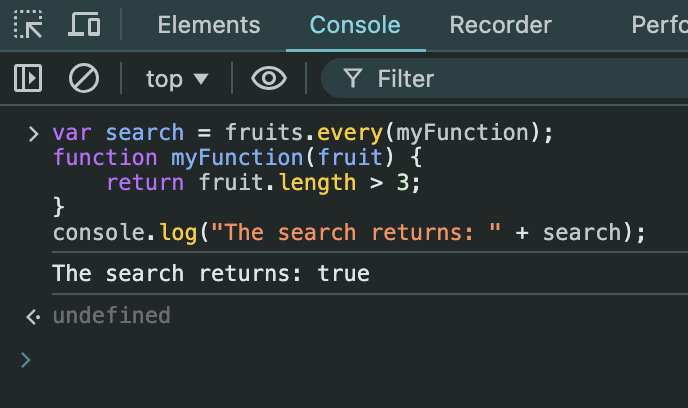 Elements Console Recorder Perfo
top Filter
> var search = fruits.every(myFunction);
function myFunction(fruit) {
    return fruit.length > 3;
}
console.log("The search returns: " + search);
The search returns: true
undefined
>